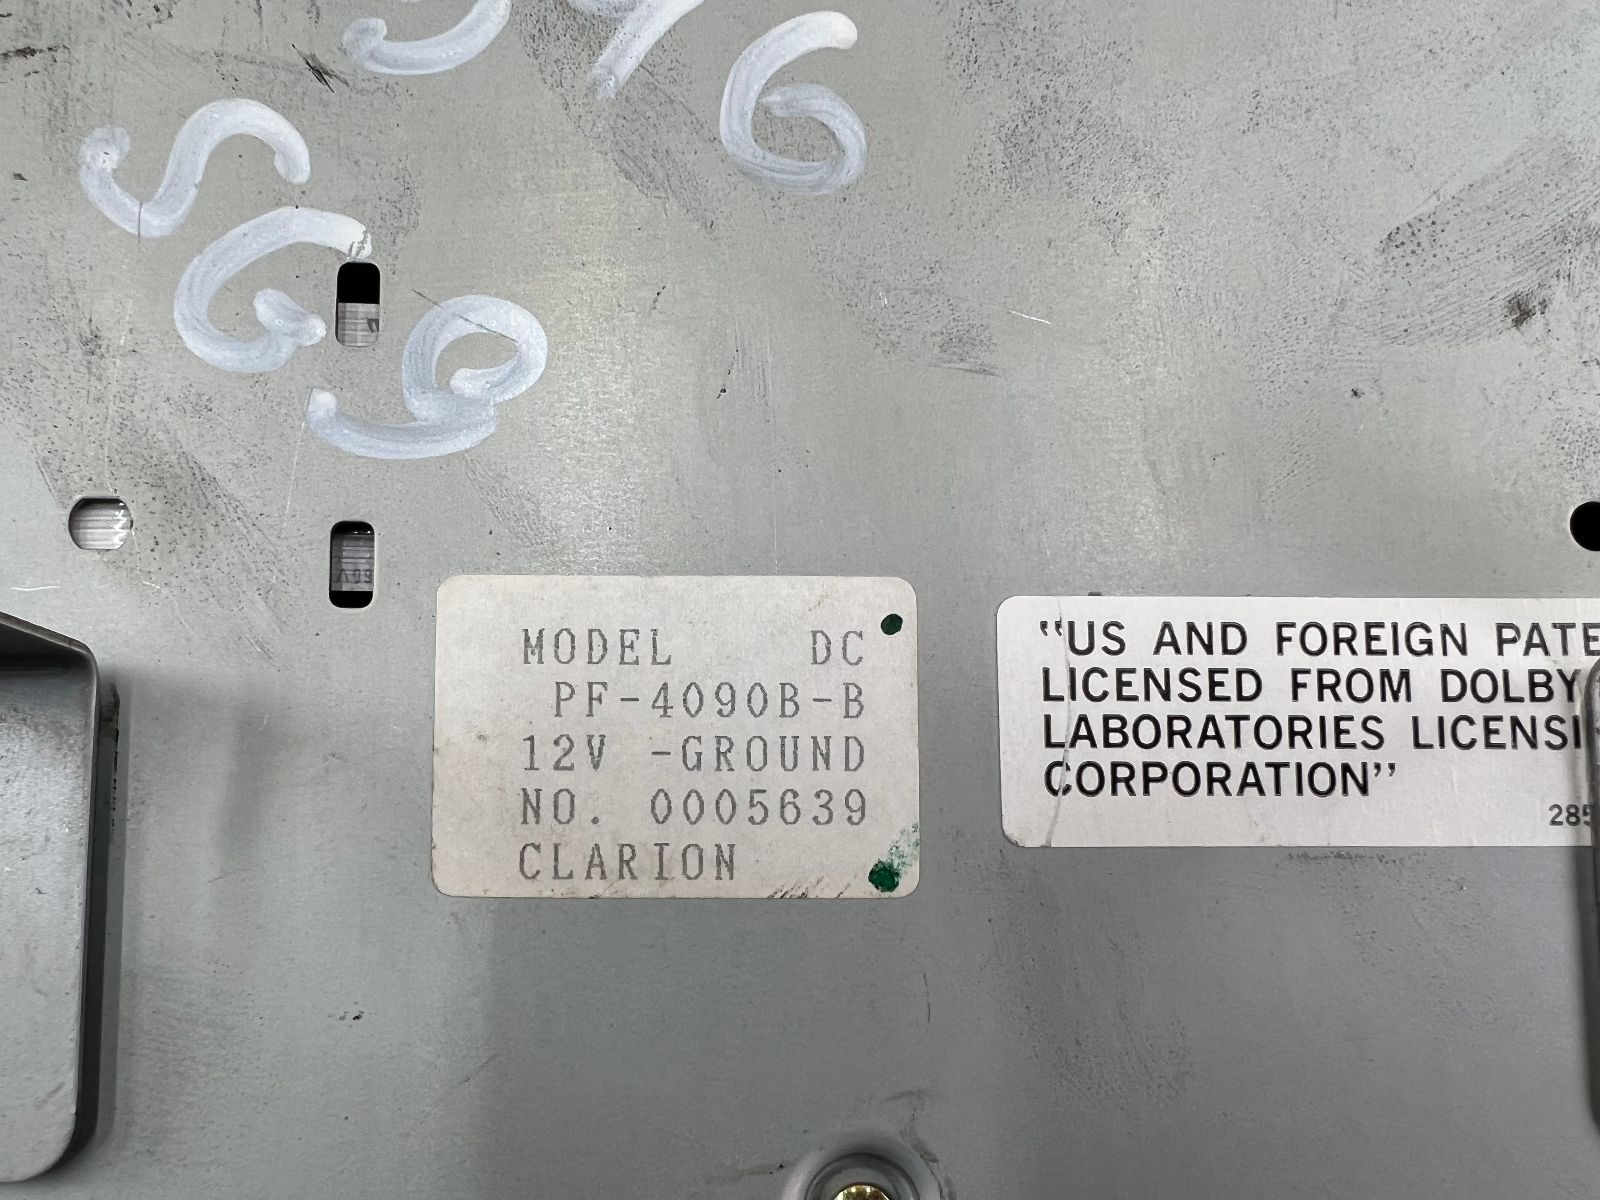 MODEL DC
PF-4090B-B
12V -GROUND
NO. 0005639
CLARION
"US AND FOREIGN PATE
LICENSED FROM DOLBY
LABORATORIES LICENSI
CORPORATION"
285